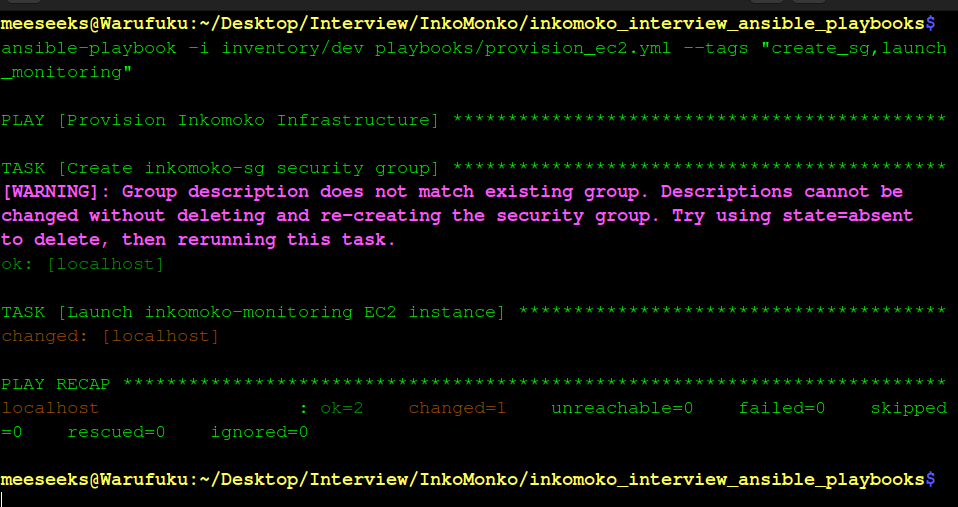 meeseeks@Warufuku:~/Desktop/Interview/InkoMonko/inkomoko_interview_ansible_playbooks$
ansible-playbook -i inventory/dev playbooks/provision_ec2.yml --tags "create_sg,launch
_monitoring"
PLAY [Provision Inkomoko Infrastructure] *********************************************
TASK [Create inkomoko-sg security group] *********************************************
[WARNING]: Group description does not match existing group. Descriptions cannot be
changed without deleting and re-creating the security group. Try using state=absent
to delete, then rerunning this task.
ok: [localhost]
TASK [Launch inkomoko-monitoring EC2 instance] ***************************************
changed: [localhost]
PLAY RECAP ***************************************************************************
localhost                  : ok=2    changed=1    unreachable=0    failed=0    skipped
=0    rescued=0    ignored=0
meeseeks@Warufuku:~/Desktop/Interview/InkoMonko/inkomoko_interview_ansible_playbooks$